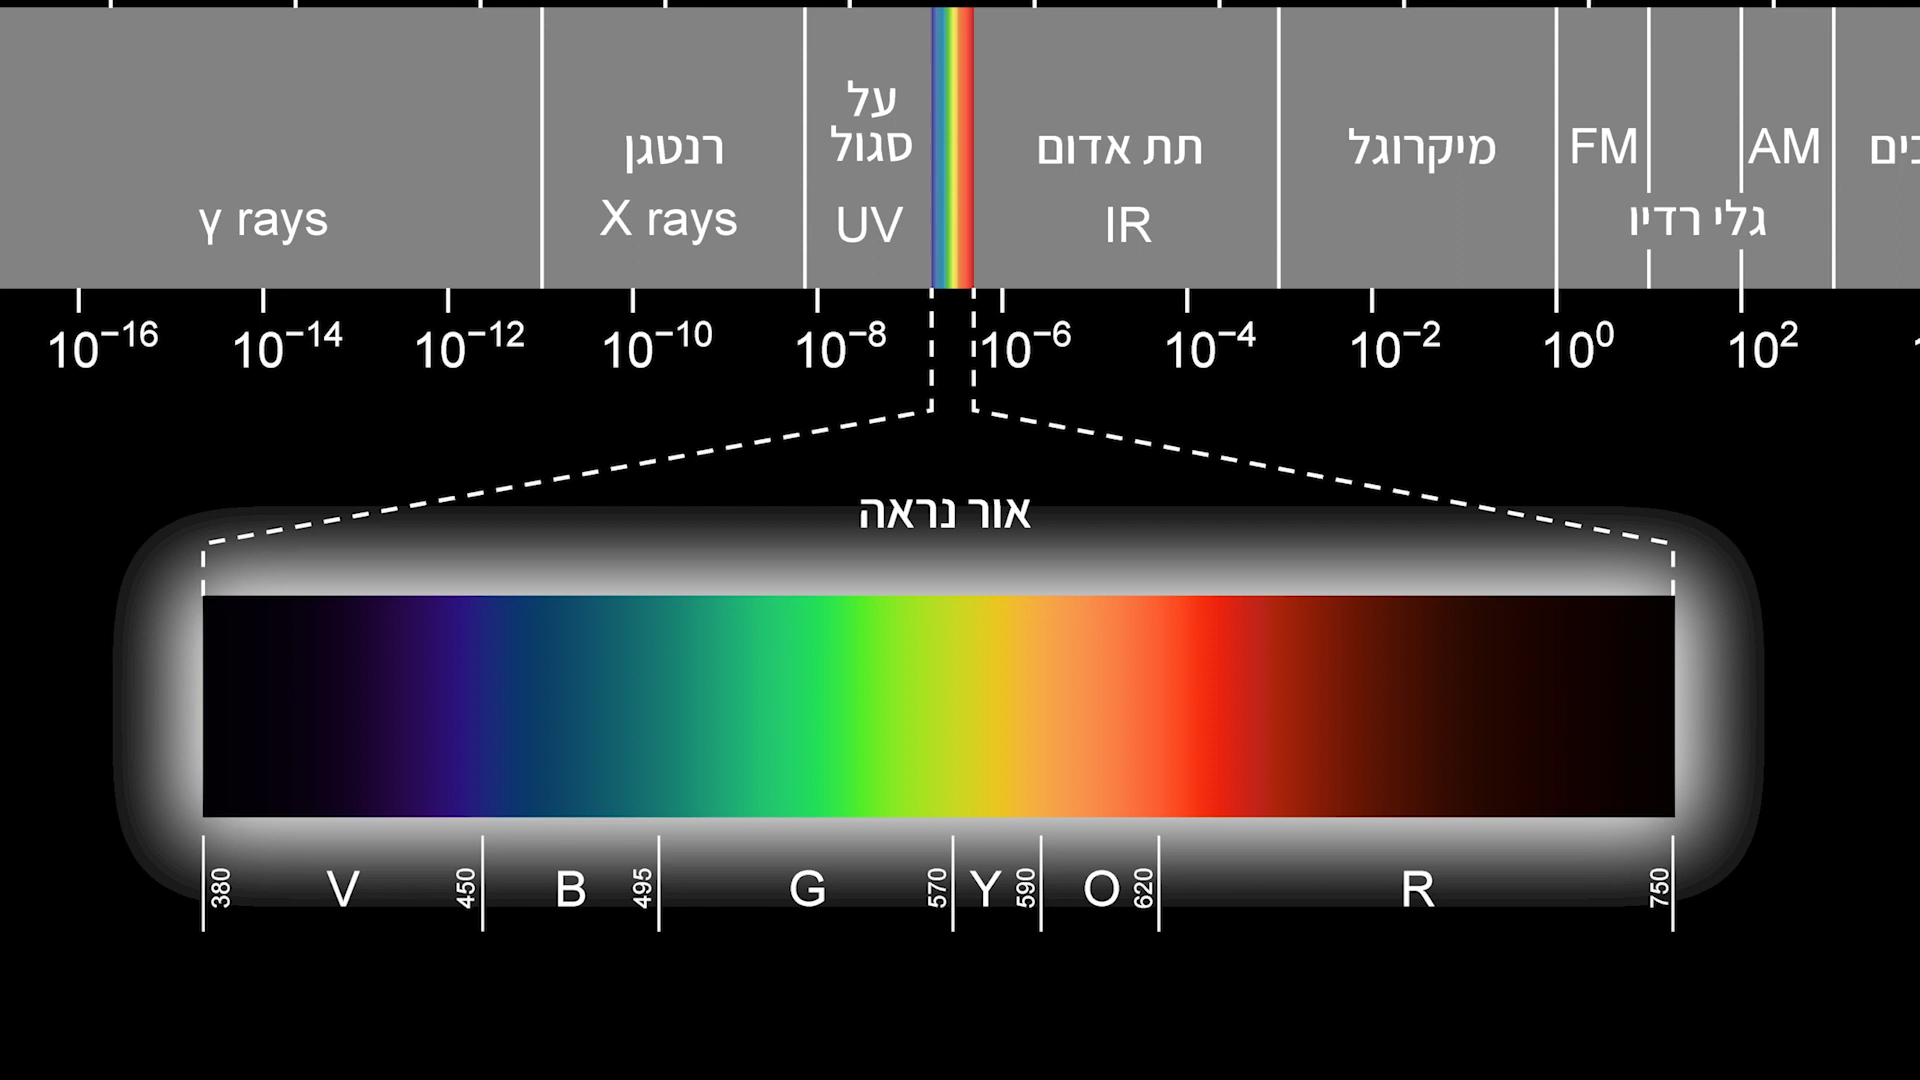 γ rays
רנטגן
X rays
על
סגול
UV
תת אדום
IR
מיקרוגל
FM
AM
גלי רדיו
10⁻¹⁶ 10⁻¹⁴ 10⁻¹² 10⁻¹⁰ 10⁻⁸ 10⁻⁶ 10⁻⁴ 10⁻² 10⁰ 10²
אור נראה
380 V 450 B 495 G 570 Y 590 O 620 R 750